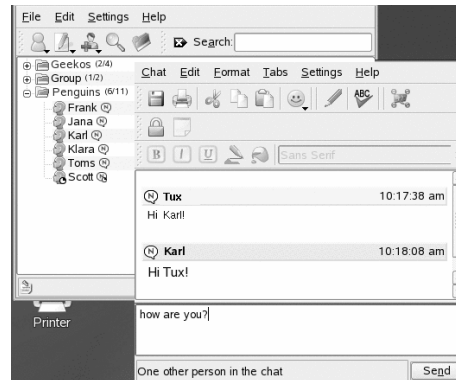 File Edit Settings Help
Search:
Geekos (2/4)
Group (1/2)
Penguins (6/11)
Frank
Jana
Karl
Klara
Toms
Scott
Chat Edit Format Tabs Settings Help
ABC
B I U Sans Serif
Tux 10:17:38 am
Hi Karl!
Karl 10:18:08 am
Hi Tux!
how are you?
Printer
One other person in the chat Send